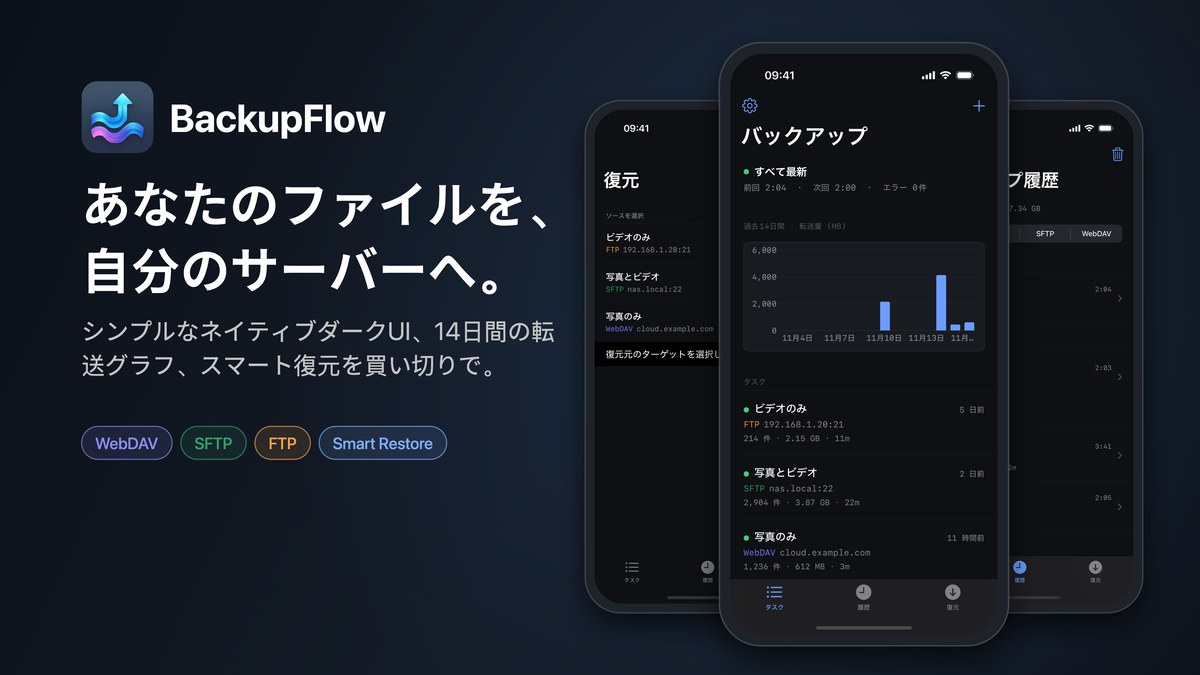 BackupFlow
あなたのファイルを、
自分のサーバーへ。
シンプルなネイティブダークUI、14日間の転
送グラフ、スマート復元を買い切りで。
WebDAV
SFTP
FTP
Smart Restore
09:41
復元
ソースを選択
ビデオのみ
FTP 192.168.1.20:21
写真とビデオ
SFTP nas.local:22
写真のみ
WebDAV cloud.example.com
復元元のターゲットを選択し
タスク
履歴
09:41
バックアップ
すべて最新
前回 2:04 · 次回 2:00 · エラー 0件
過去14日間 · 転送量 (MB)
6,000
4,000
2,000
0
11月4日 11月7日 11月10日 11月13日 11月…
タスク
ビデオのみ 5 日前
FTP 192.168.1.20:21
214 件 · 2.15 GB · 11m
写真とビデオ 2 日前
SFTP nas.local:22
2,904 件 · 3.87 GB · 22m
写真のみ 11 時間前
WebDAV cloud.example.com
1,236 件 · 612 MB · 3m
タスク
履歴
復元
プ履歴
7.34 GB
SFTP
WebDAV
2:04
2:03
3:41
2m
2:05
履歴
復元